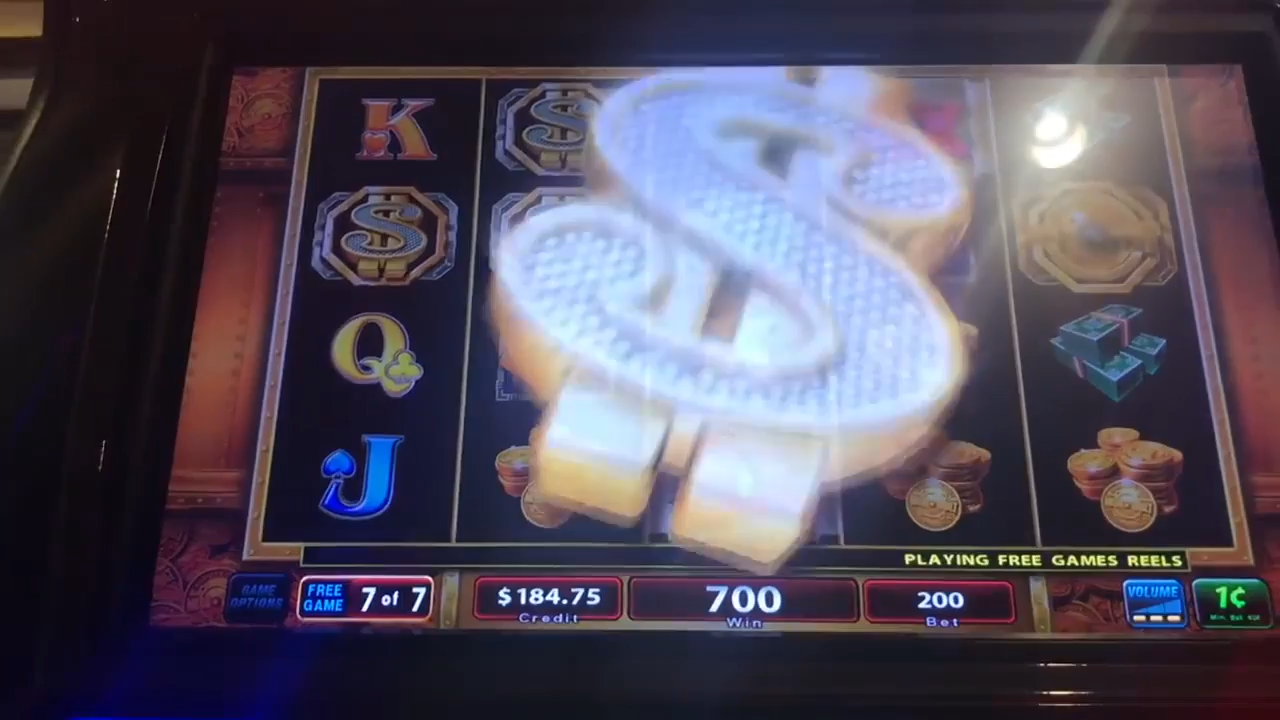 K
$
$
$
Q
J
PLAYING FREE GAMES REELS
GAME OPTIONS
FREE GAME 7 of 7
$184.75
Credit
700
Win
200
Bet
VOLUME
1¢